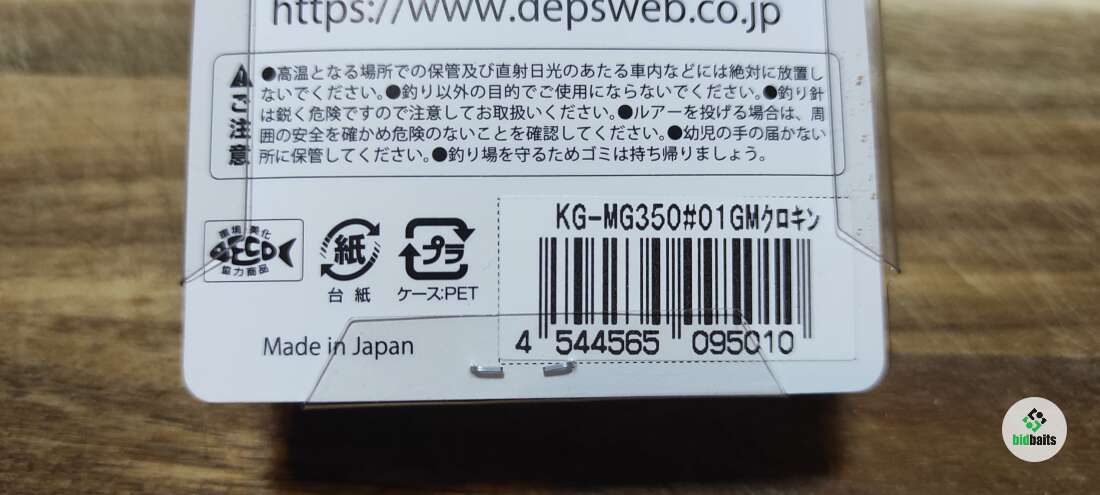 https://www.depsweb.co.jp
ご注意
●高温となる場所での保管及び直射日光のあたる車内などには絶対に放置し
ないでください。●釣り以外の目的でご使用にならないでください。●釣り針
は鋭く危険ですので注意してお取扱いください。●ルアーを投げる場合は、周
囲の安全を確かめ危険のないことを確認してください。●幼児の手の届かない
所に保管してください。●釣り場を守るためゴミは持ち帰りましょう。
KG-MG350#01GMクロキン
環境・美化
ECO
協力商品
紙
台紙
プラ
ケース:PET
4 544565 095010
Made in Japan
bidbaits